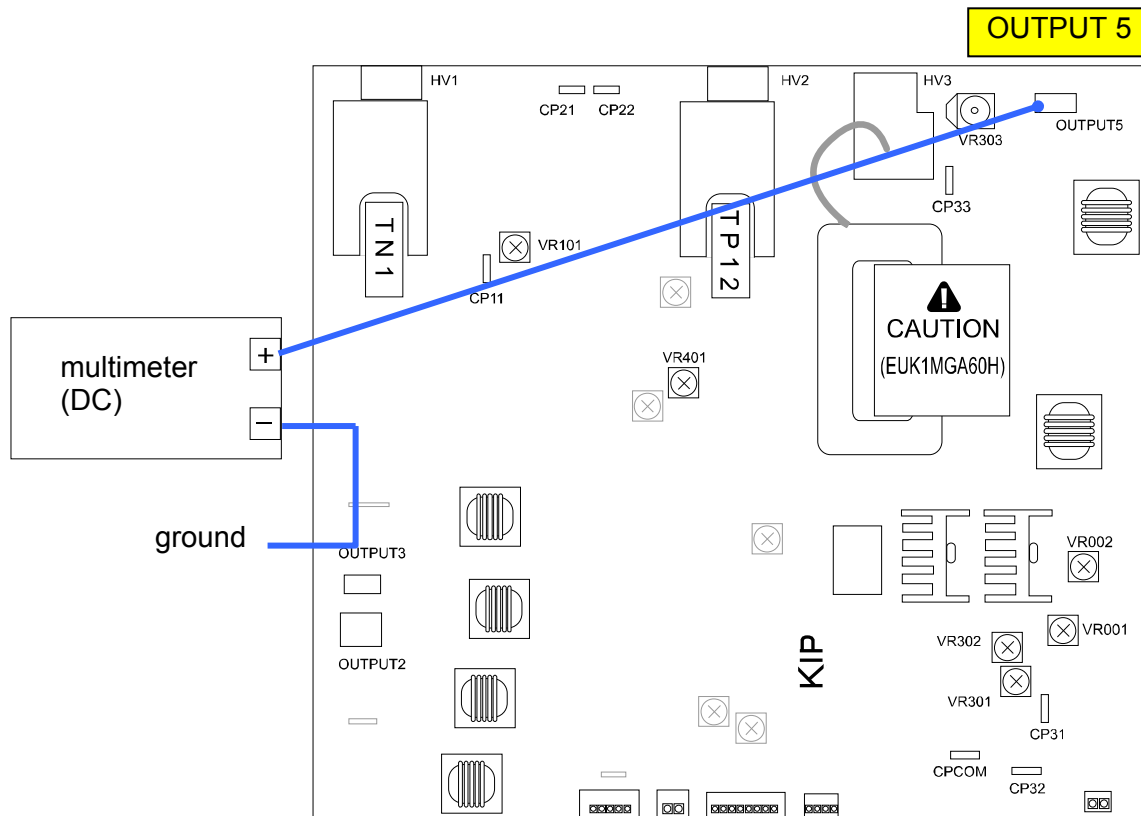 OUTPUT 5
HV1
CP21
CP22
HV2
HV3
VR303
OUTPUT5
CP33
TN1
VR101
CP11
TP12
CAUTION
(EUK1MGA60H)
multimeter
(DC)
+
−
VR401
ground
OUTPUT3
OUTPUT2
VR002
VR001
VR302
VR301
KIP
CP31
CPCOM
CP32